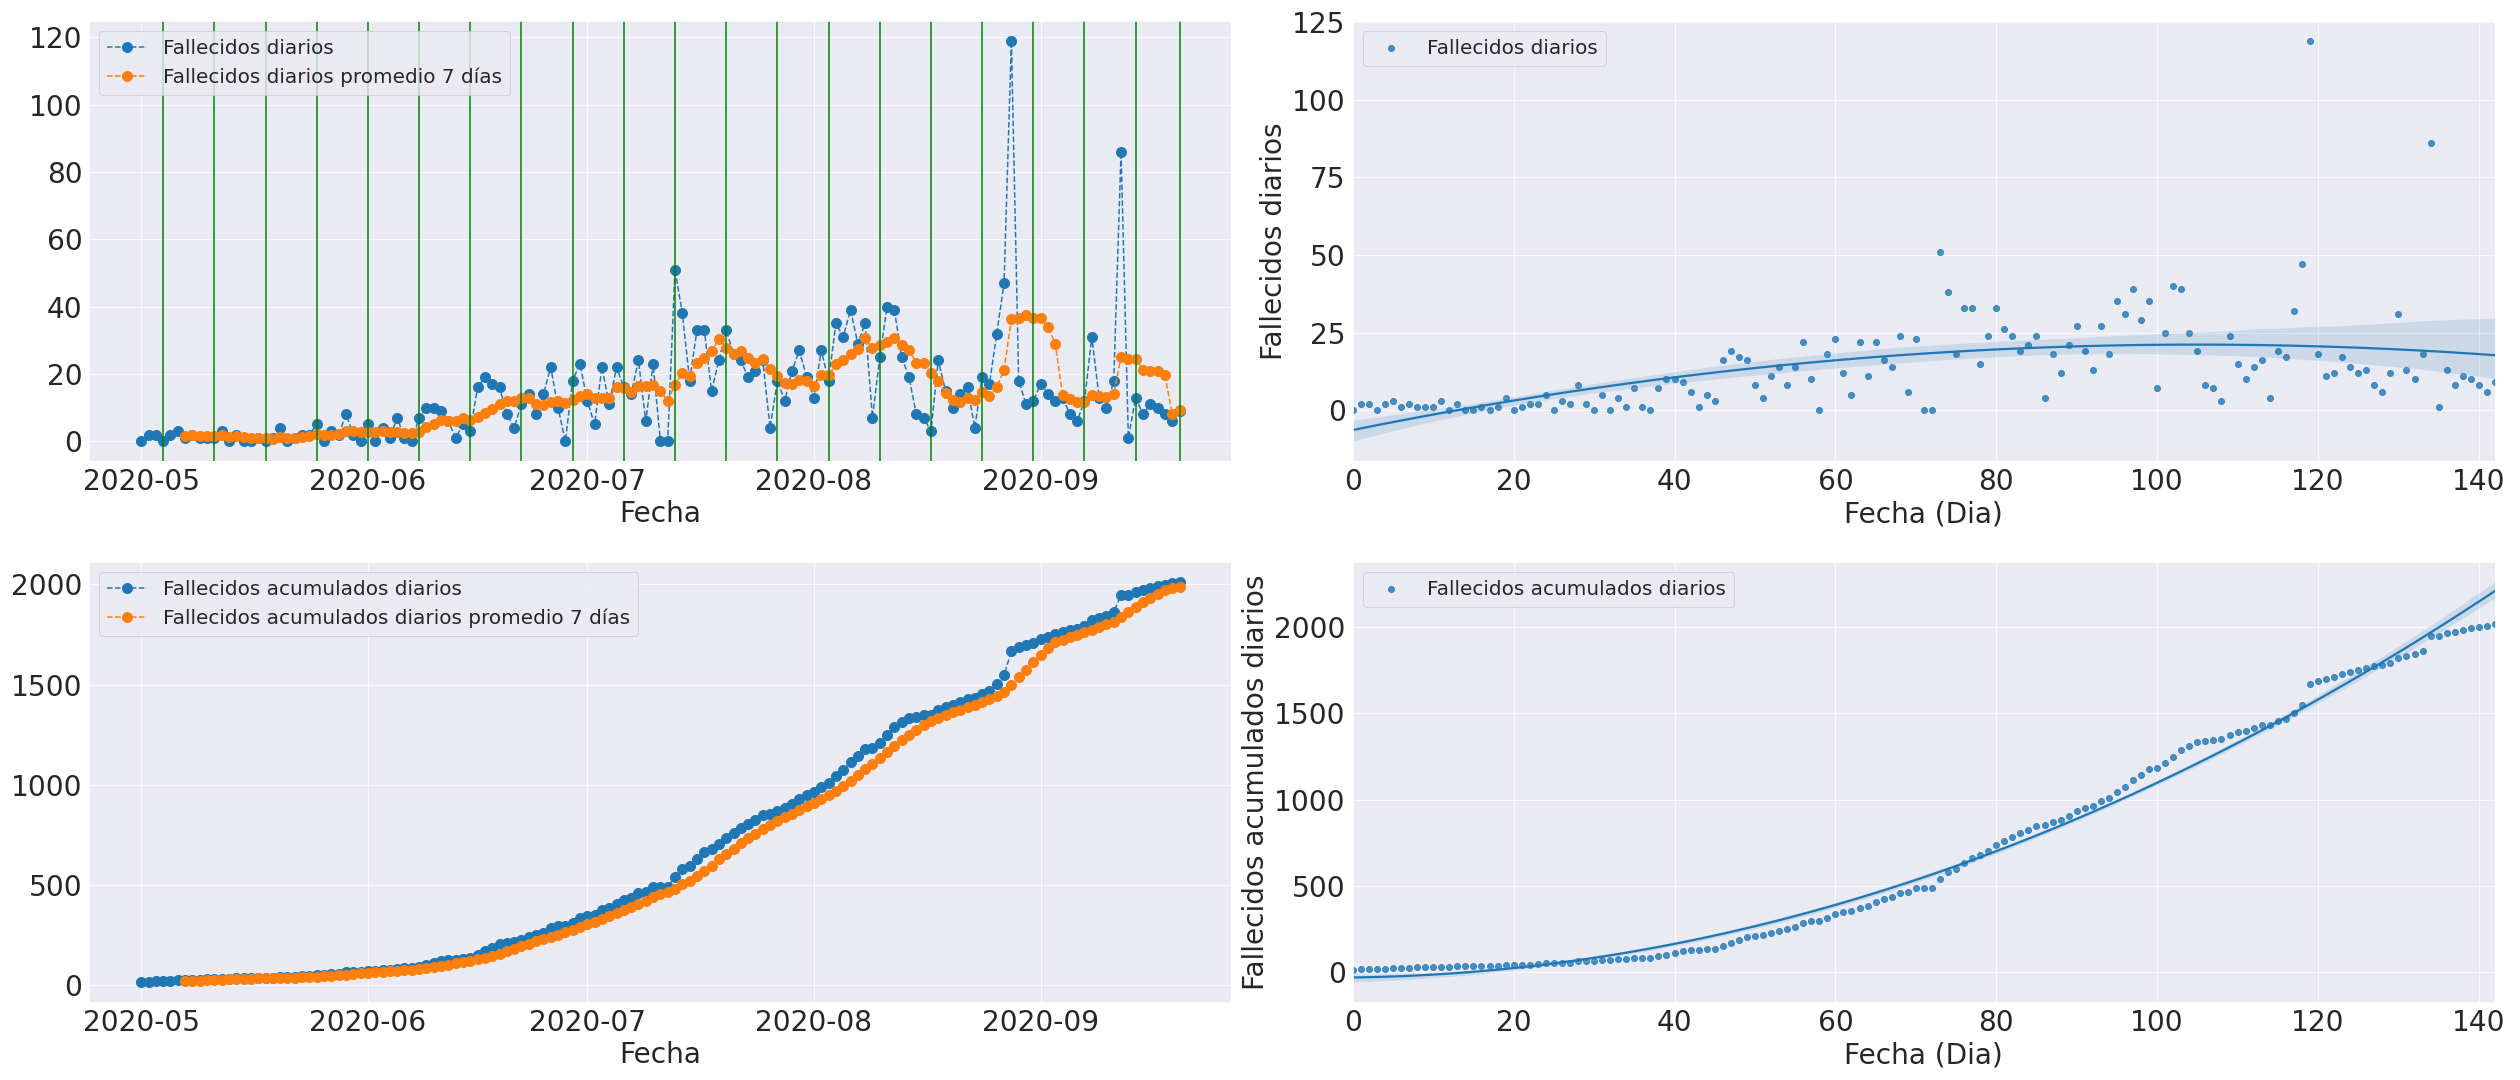 Fallecidos diarios
Fallecidos diarios promedio 7 días
120
100
80
60
40
20
0
2020-05 2020-06 2020-07 2020-08 2020-09
Fecha
Fallecidos diarios
Fallecidos diarios
125
100
75
50
25
0
0 20 40 60 80 100 120 140
Fecha (Dia)
Fallecidos acumulados diarios
Fallecidos acumulados diarios promedio 7 días
2000
1500
1000
500
0
2020-05 2020-06 2020-07 2020-08 2020-09
Fecha
Fallecidos acumulados diarios
Fallecidos acumulados diarios
2000
1500
1000
500
0
0 20 40 60 80 100 120 140
Fecha (Dia)